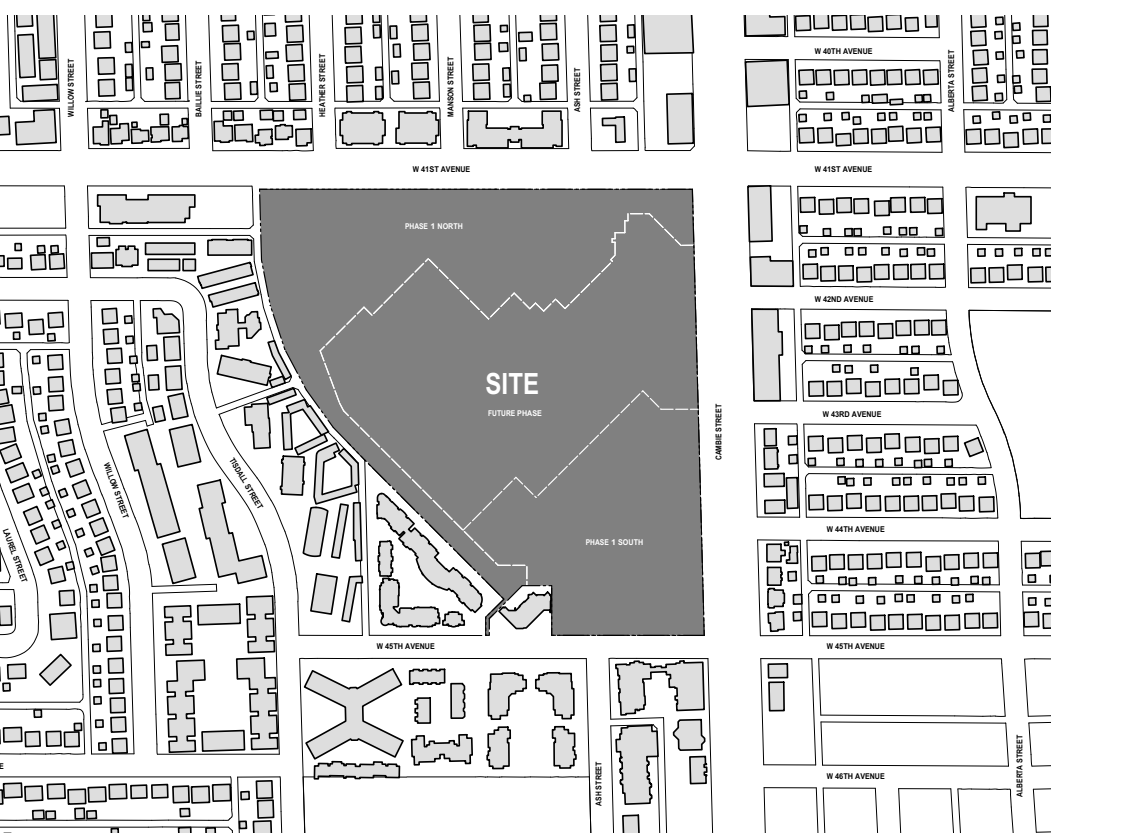 W 40TH AVENUE
WILLOW STREET
BAILLIE STREET
HEATHER STREET
MANSON STREET
ASH STREET
ALBERTA STREET
W 41ST AVENUE
W 41ST AVENUE
PHASE 1 NORTH
W 42ND AVENUE
SITE
FUTURE PHASE
W 43RD AVENUE
CAMBIE STREET
WILLOW STREET
TISDALL STREET
W 44TH AVENUE
LAUREL STREET
PHASE 1 SOUTH
W 45TH AVENUE
W 45TH AVENUE
E
ASH STREET
W 46TH AVENUE
ALBERTA STREET